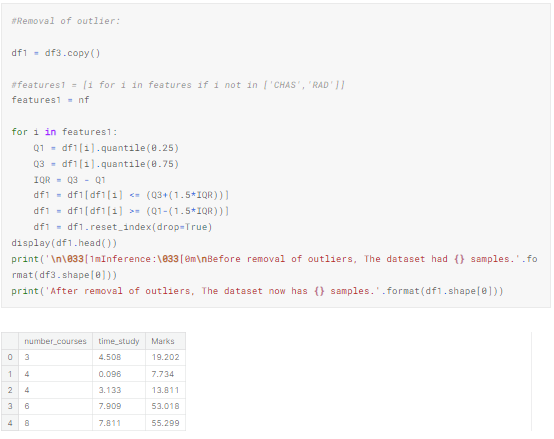 #Removal of outlier:
df1 = df3.copy()
#features1 = [i for i in features if i not in ['CHAS','RAD']]
features1 = nf
for i in features1:
    Q1 = df1[i].quantile(0.25)
    Q3 = df1[i].quantile(0.75)
    IQR = Q3 - Q1
    df1 = df1[df1[i] <= (Q3+(1.5*IQR))]
    df1 = df1[df1[i] >= (Q1-(1.5*IQR))]
    df1 = df1.reset_index(drop=True)
display(df1.head())
print('\n\033[1mInference:\033[0m\nBefore removal of outliers, The dataset had {} samples.'.fo
rmat(df3.shape[0]))
print('After removal of outliers, The dataset now has {} samples.'.format(df1.shape[0]))
number_courses time_study Marks
0 3 4.508 19.202
1 4 0.096 7.734
2 4 3.133 13.811
3 6 7.909 53.018
4 8 7.811 55.299